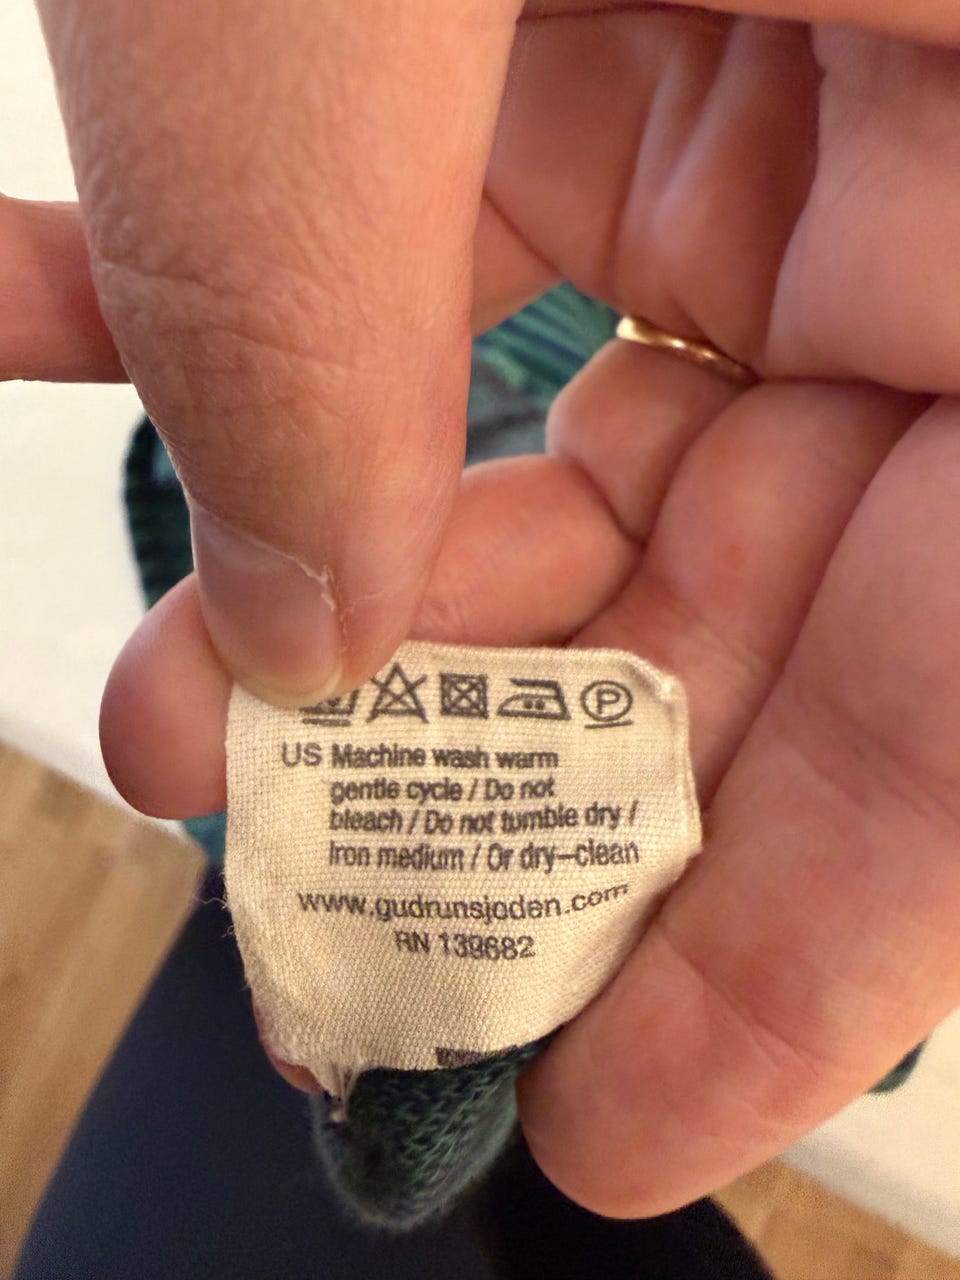 P
US Machine wash warm
gentle cycle / Do not
bleach / Do not tumble dry /
Iron medium / Or dry-clean
www.gudrunsjoden.com
RN 139682